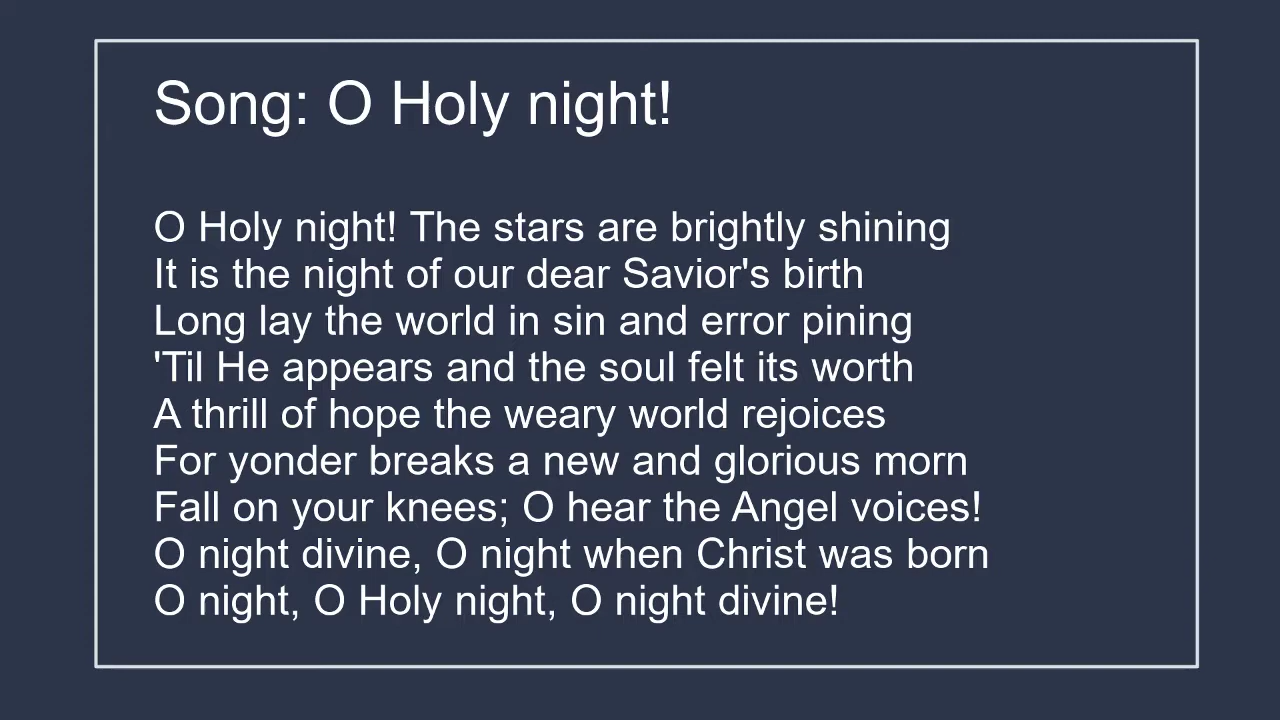 Song: O Holy night!
O Holy night! The stars are brightly shining
It is the night of our dear Savior's birth
Long lay the world in sin and error pining
'Til He appears and the soul felt its worth
A thrill of hope the weary world rejoices
For yonder breaks a new and glorious morn
Fall on your knees; O hear the Angel voices!
O night divine, O night when Christ was born
O night, O Holy night, O night divine!